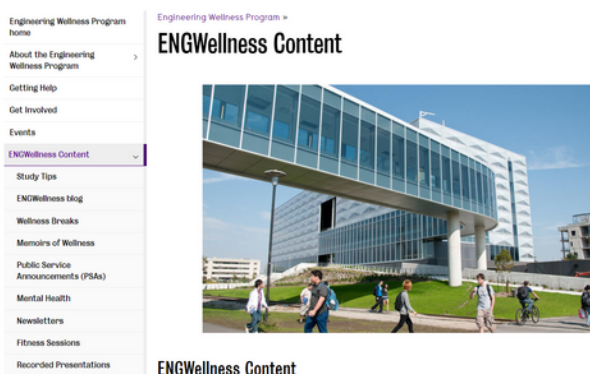 Engineering Wellness Program
home
About the Engineering
Wellness Program
Getting Help
Get Involved
Events
ENGWellness Content
Study Tips
ENGWellness blog
Wellness Breaks
Memoirs of Wellness
Public Service
Announcements (PSAs)
Mental Health
Newsletters
Fitness Sessions
Recorded Presentations
Engineering Wellness Program »
ENGWellness Content
ENGWellness Content